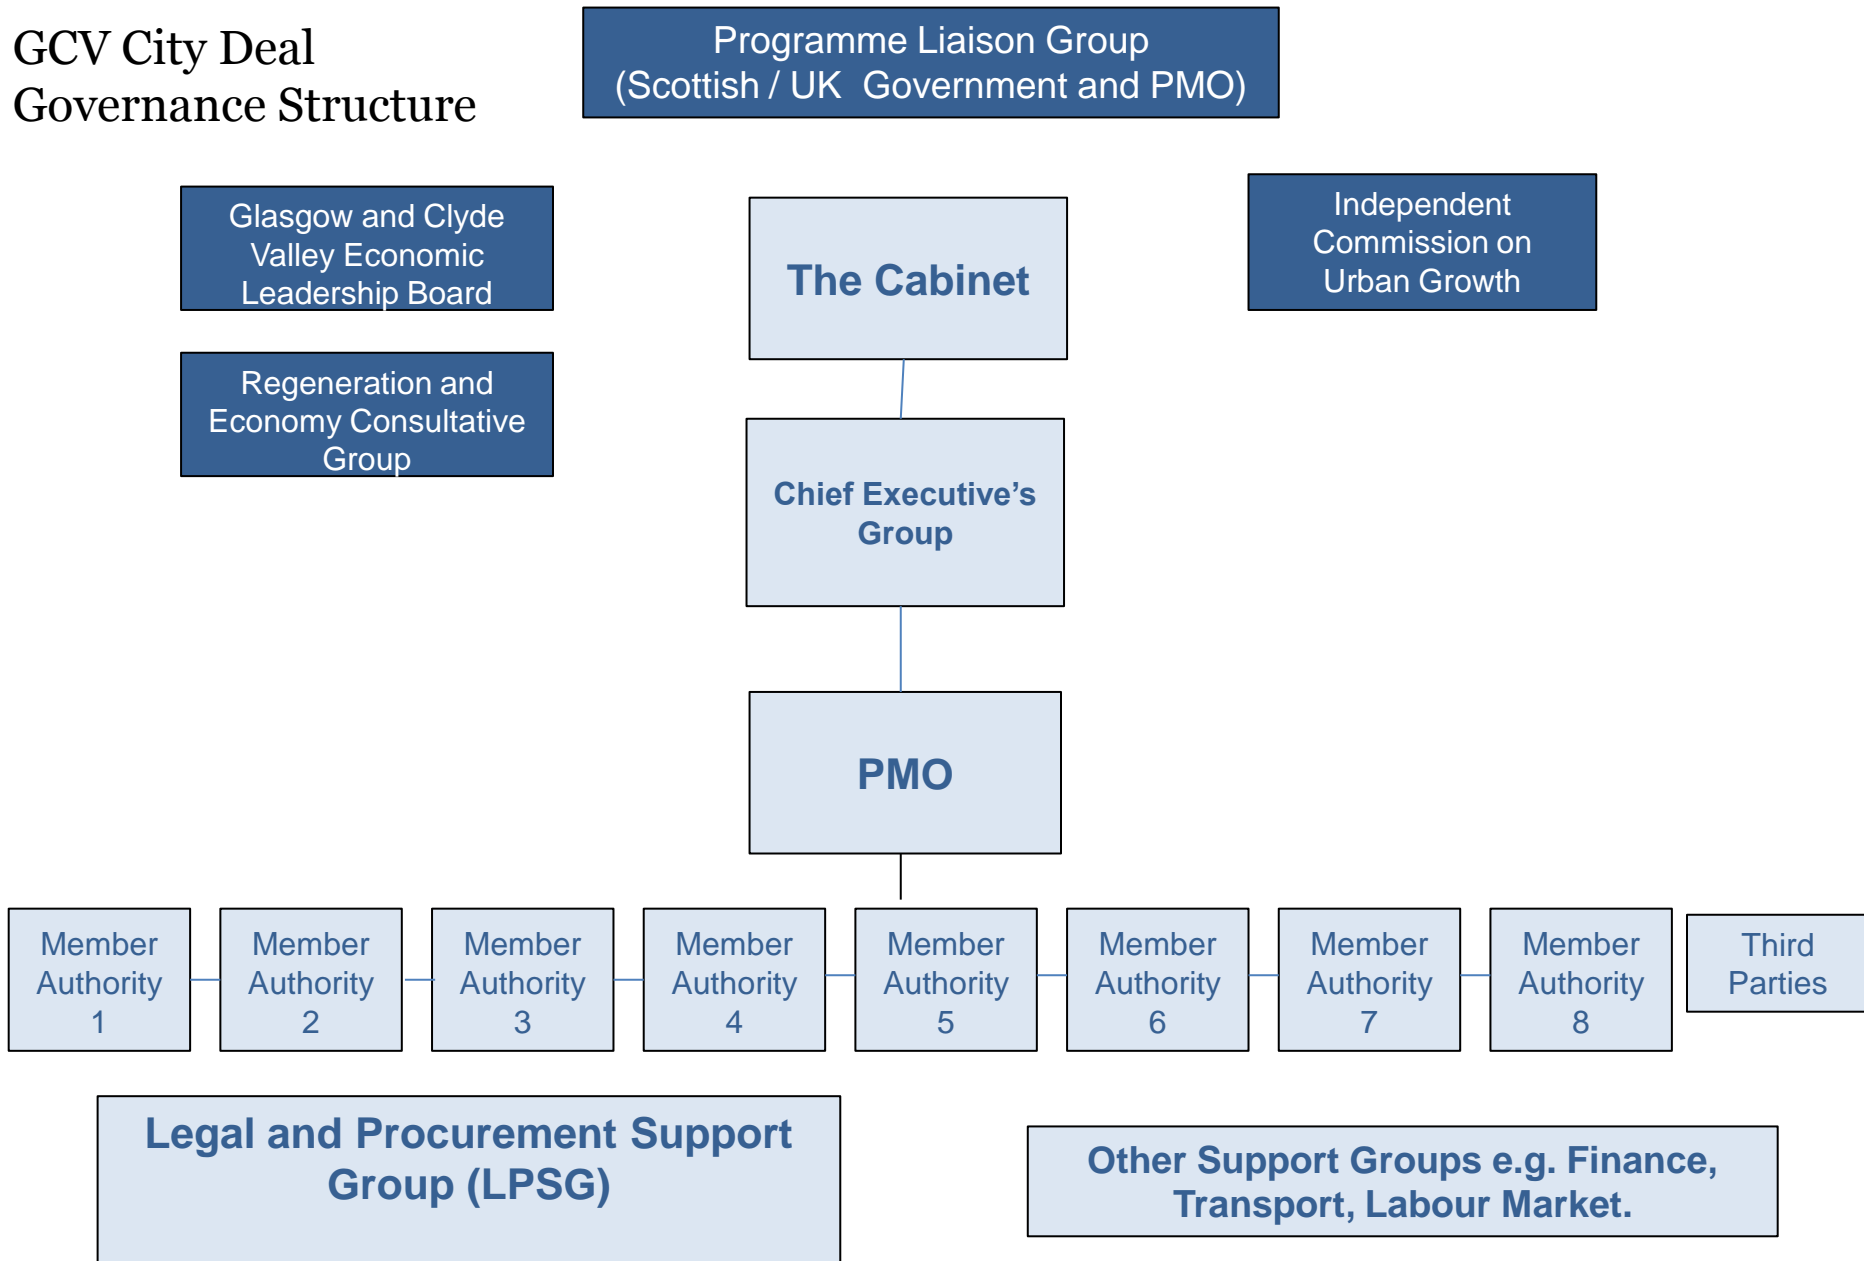 GCV City Deal
Governance Structure
Programme Liaison Group
(Scottish / UK Government and PMO)
Glasgow and Clyde
Valley Economic
Leadership Board
The Cabinet
Independent
Commission on
Urban Growth
Regeneration and
Economy Consultative
Group
Chief Executive’s
Group
PMO
Member
Authority
1
Member
Authority
2
Member
Authority
3
Member
Authority
4
Member
Authority
5
Member
Authority
6
Member
Authority
7
Member
Authority
8
Third
Parties
Legal and Procurement Support
Group (LPSG)
Other Support Groups e.g. Finance,
Transport, Labour Market.